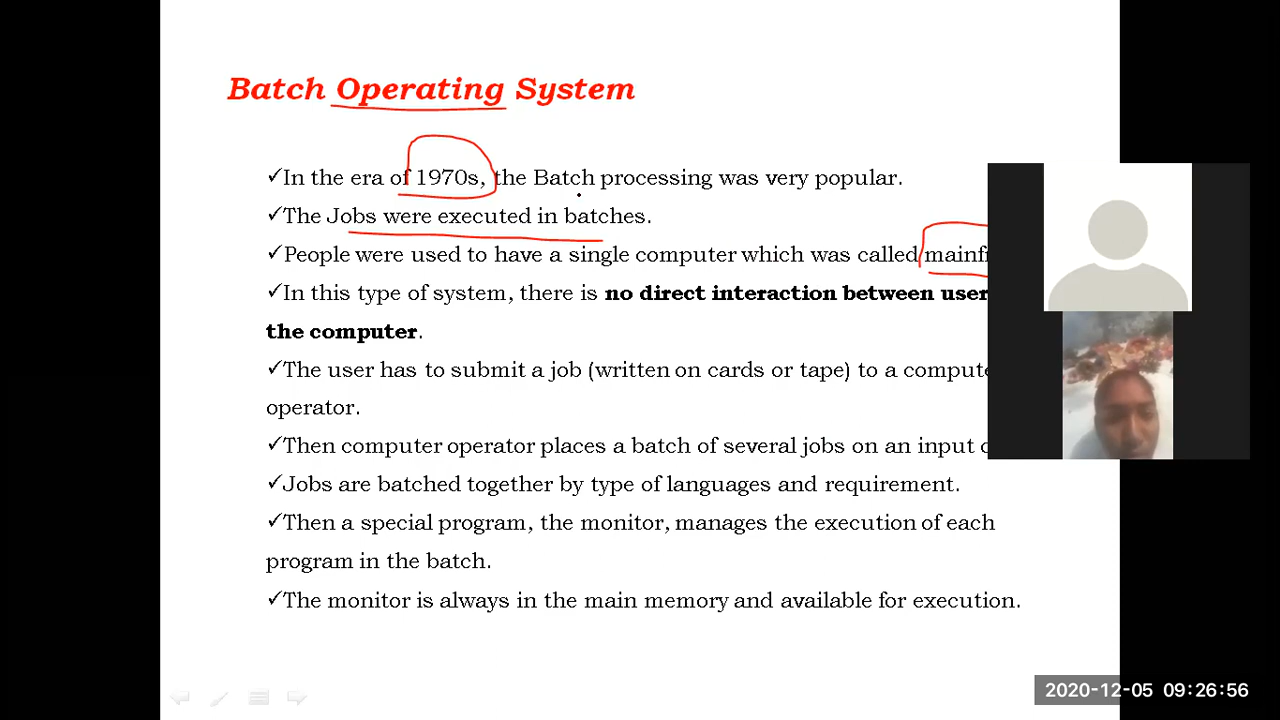 Batch Operating System
✓In the era of 1970s, the Batch processing was very popular.
✓The Jobs were executed in batches.
✓People were used to have a single computer which was called
✓In this type of system, there is no direct interaction between user
the computer.
✓The user has to submit a job (written on cards or tape) to a
operator.
✓Then computer operator places a batch of several jobs on an input
✓Jobs are batched together by type of languages and requirement.
✓Then a special program, the monitor, manages the execution of each
program in the batch.
✓The monitor is always in the main memory and available for execution.
2020-12-05 09:26:56